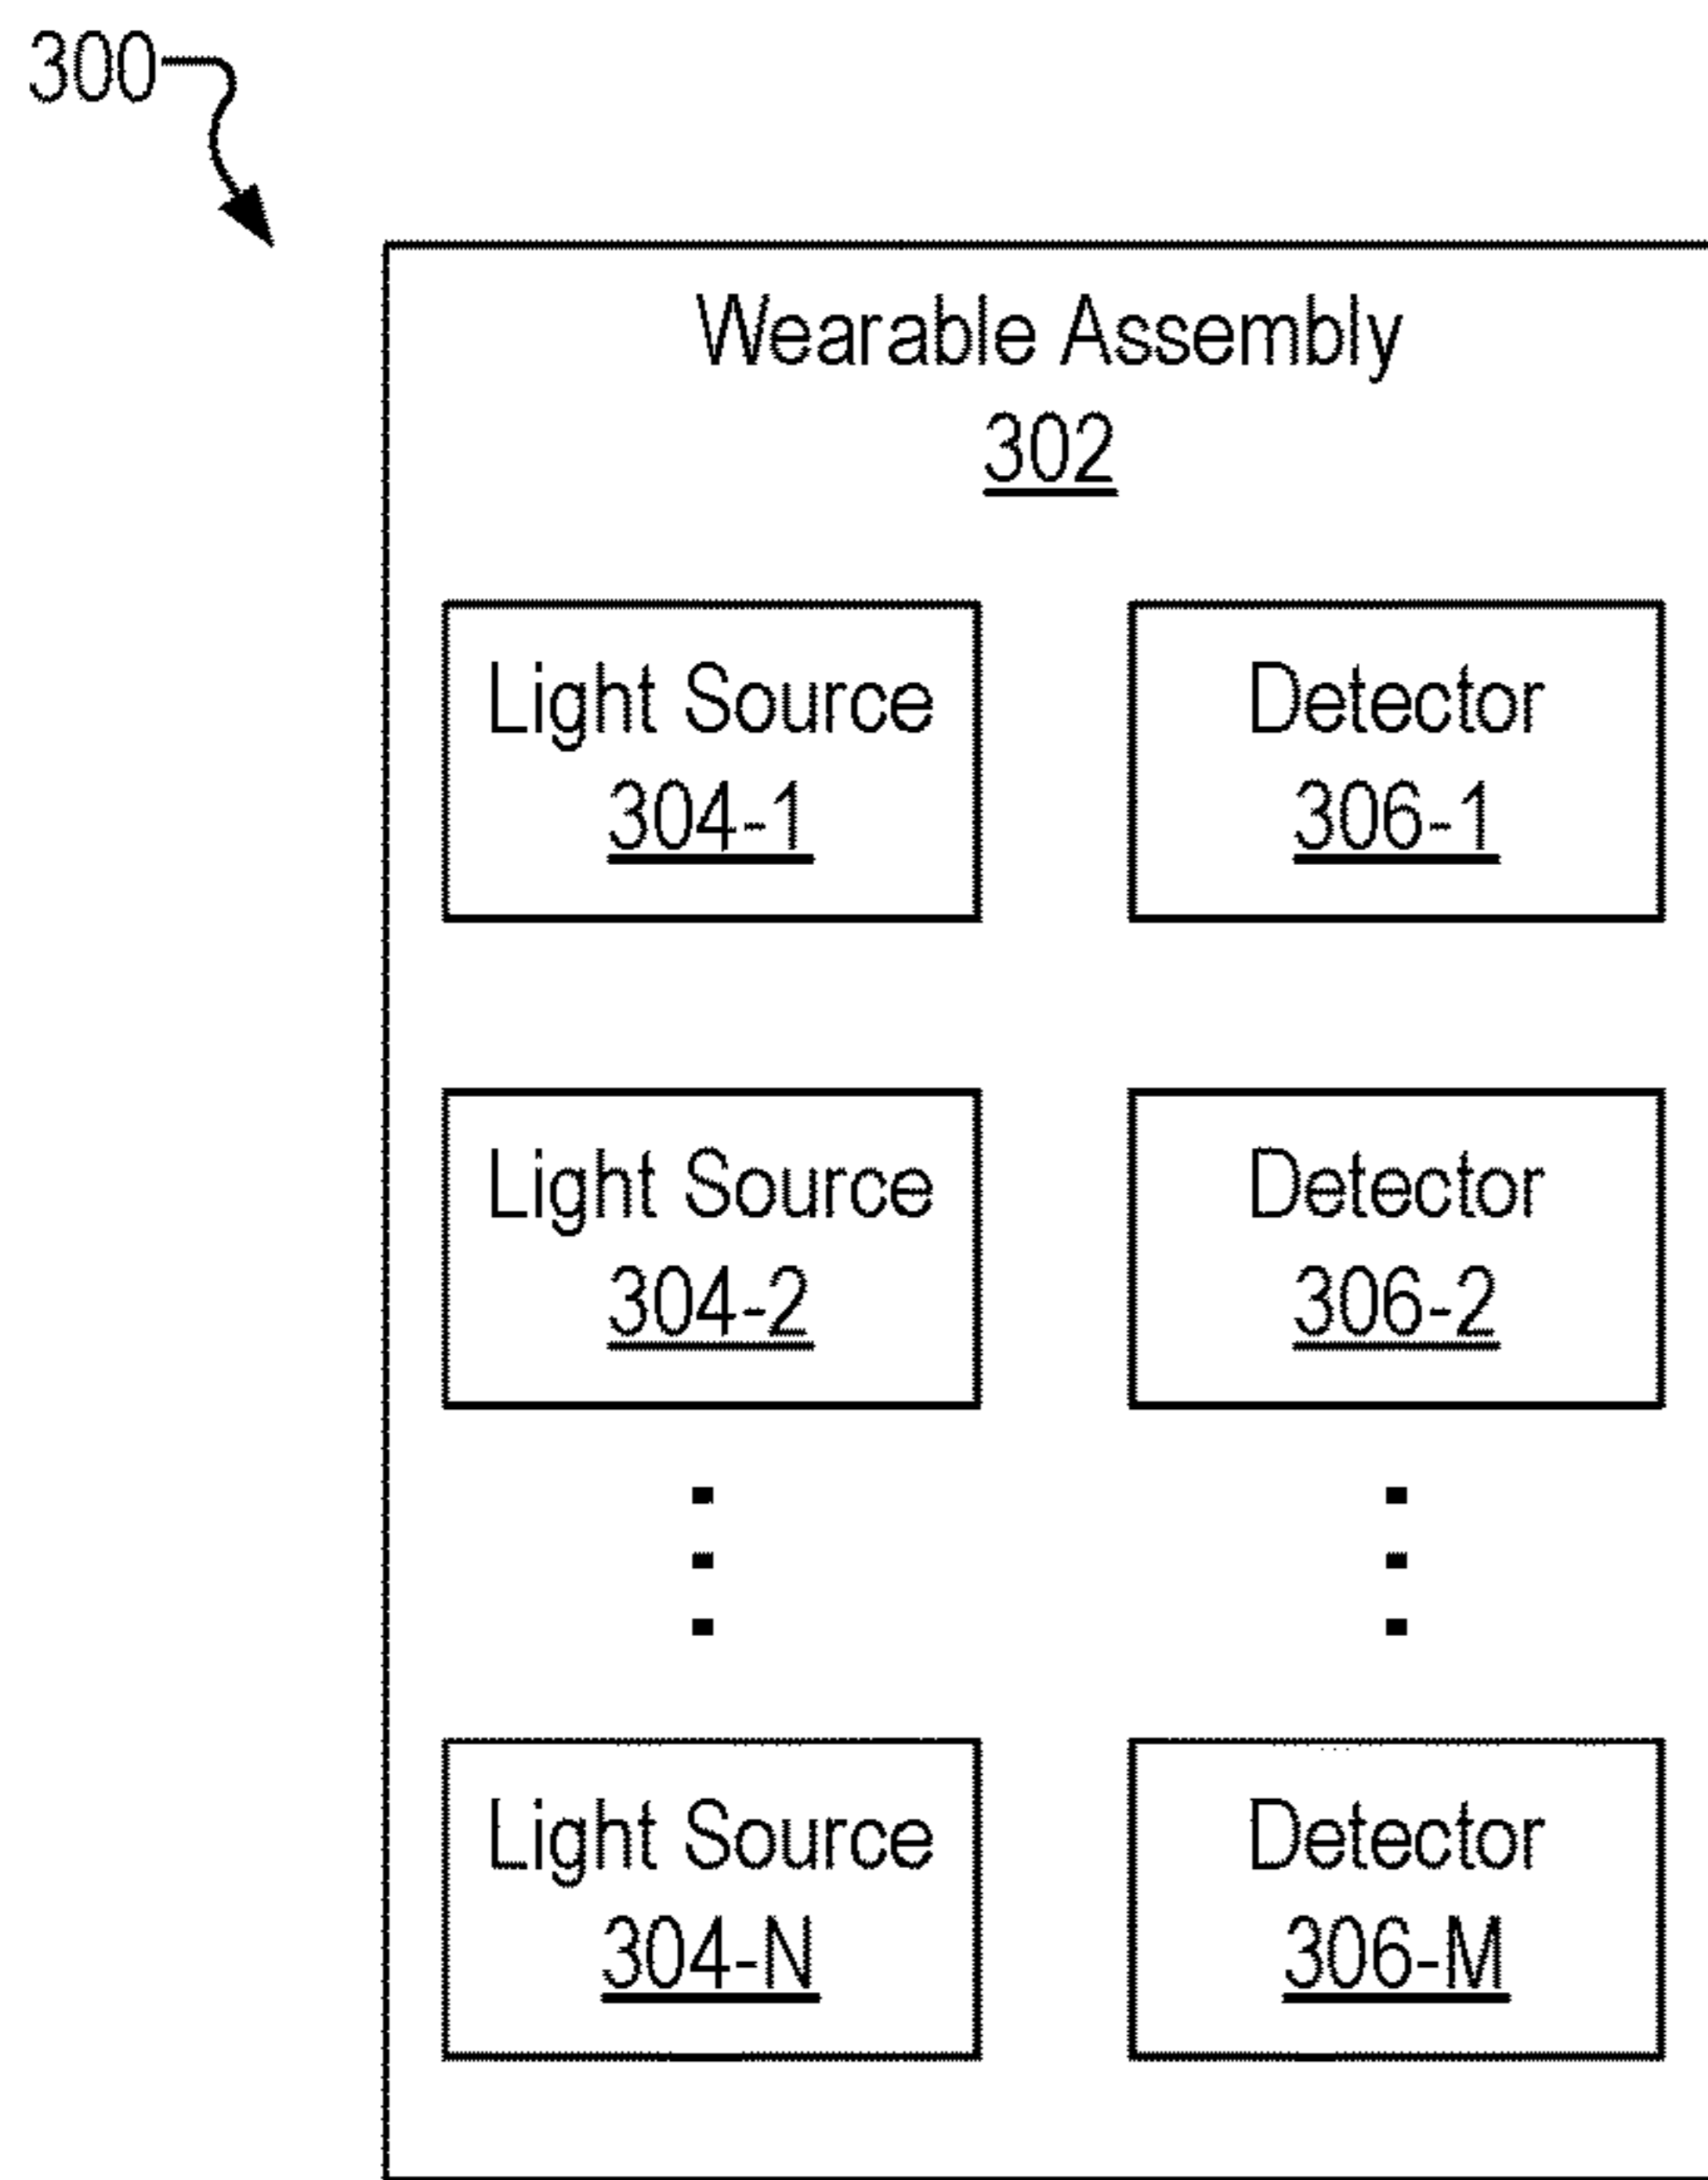 300
Wearable Assembly
302
Light Source
304-1
Detector
306-1
Light Source
304-2
Detector
306-2
Light Source
304-N
Detector
306-M